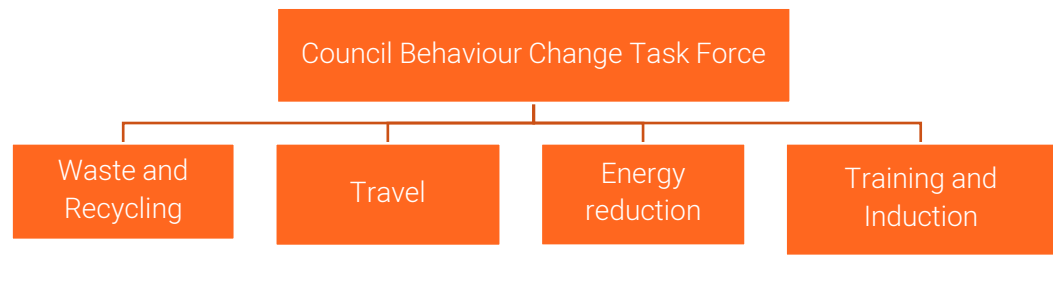 Council Behaviour Change Task Force
Waste and
Recycling
Travel
Energy
reduction
Training and
Induction